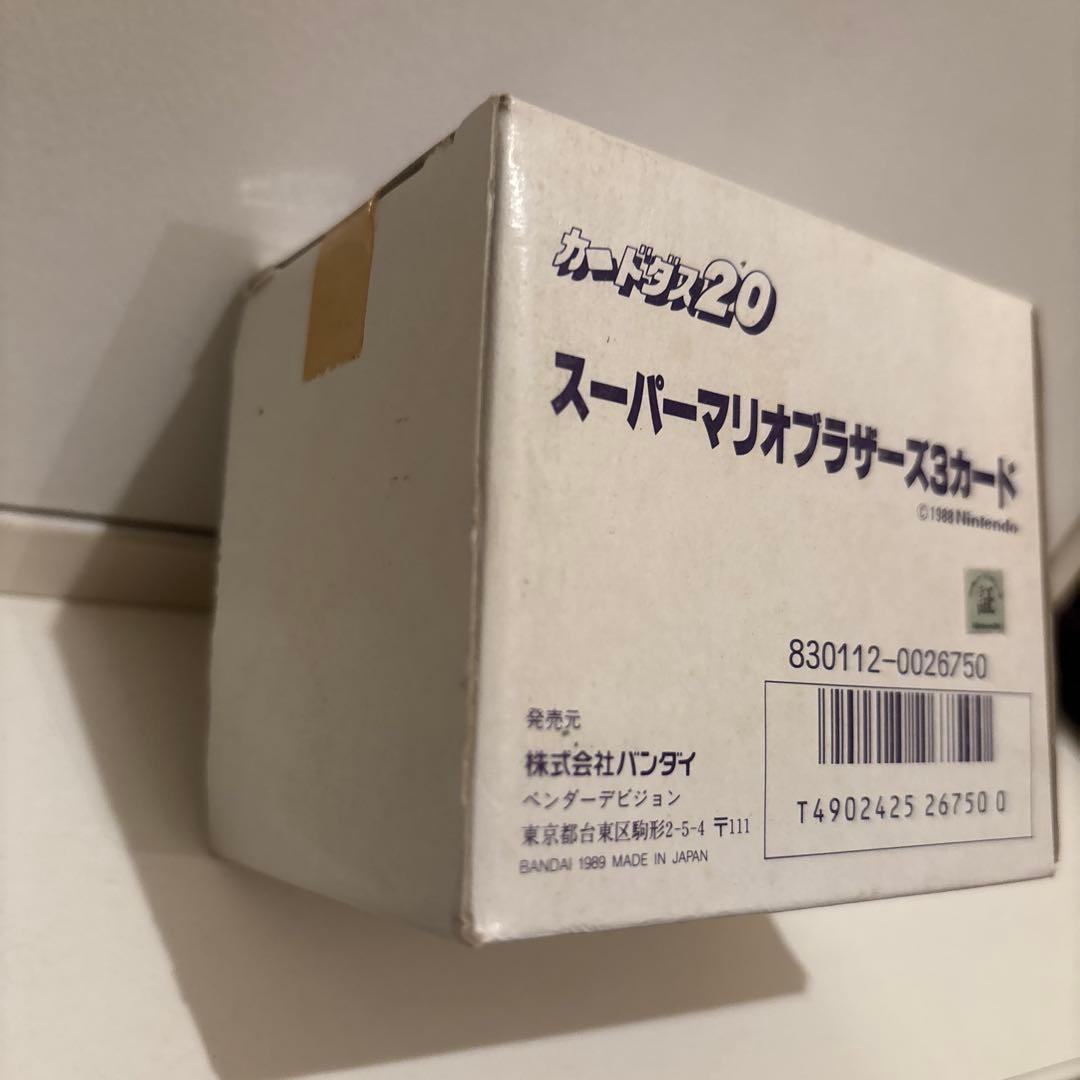 カードダス20
スーパーマリオブラザーズ3カード
©1988 Nintendo
証
830112-0026750
発売元
株式会社バンダイ
ベンダーデビジョン
東京都台東区駒形2-5-4 〒111
BANDAI 1989 MADE IN JAPAN
T4902425 26750 0